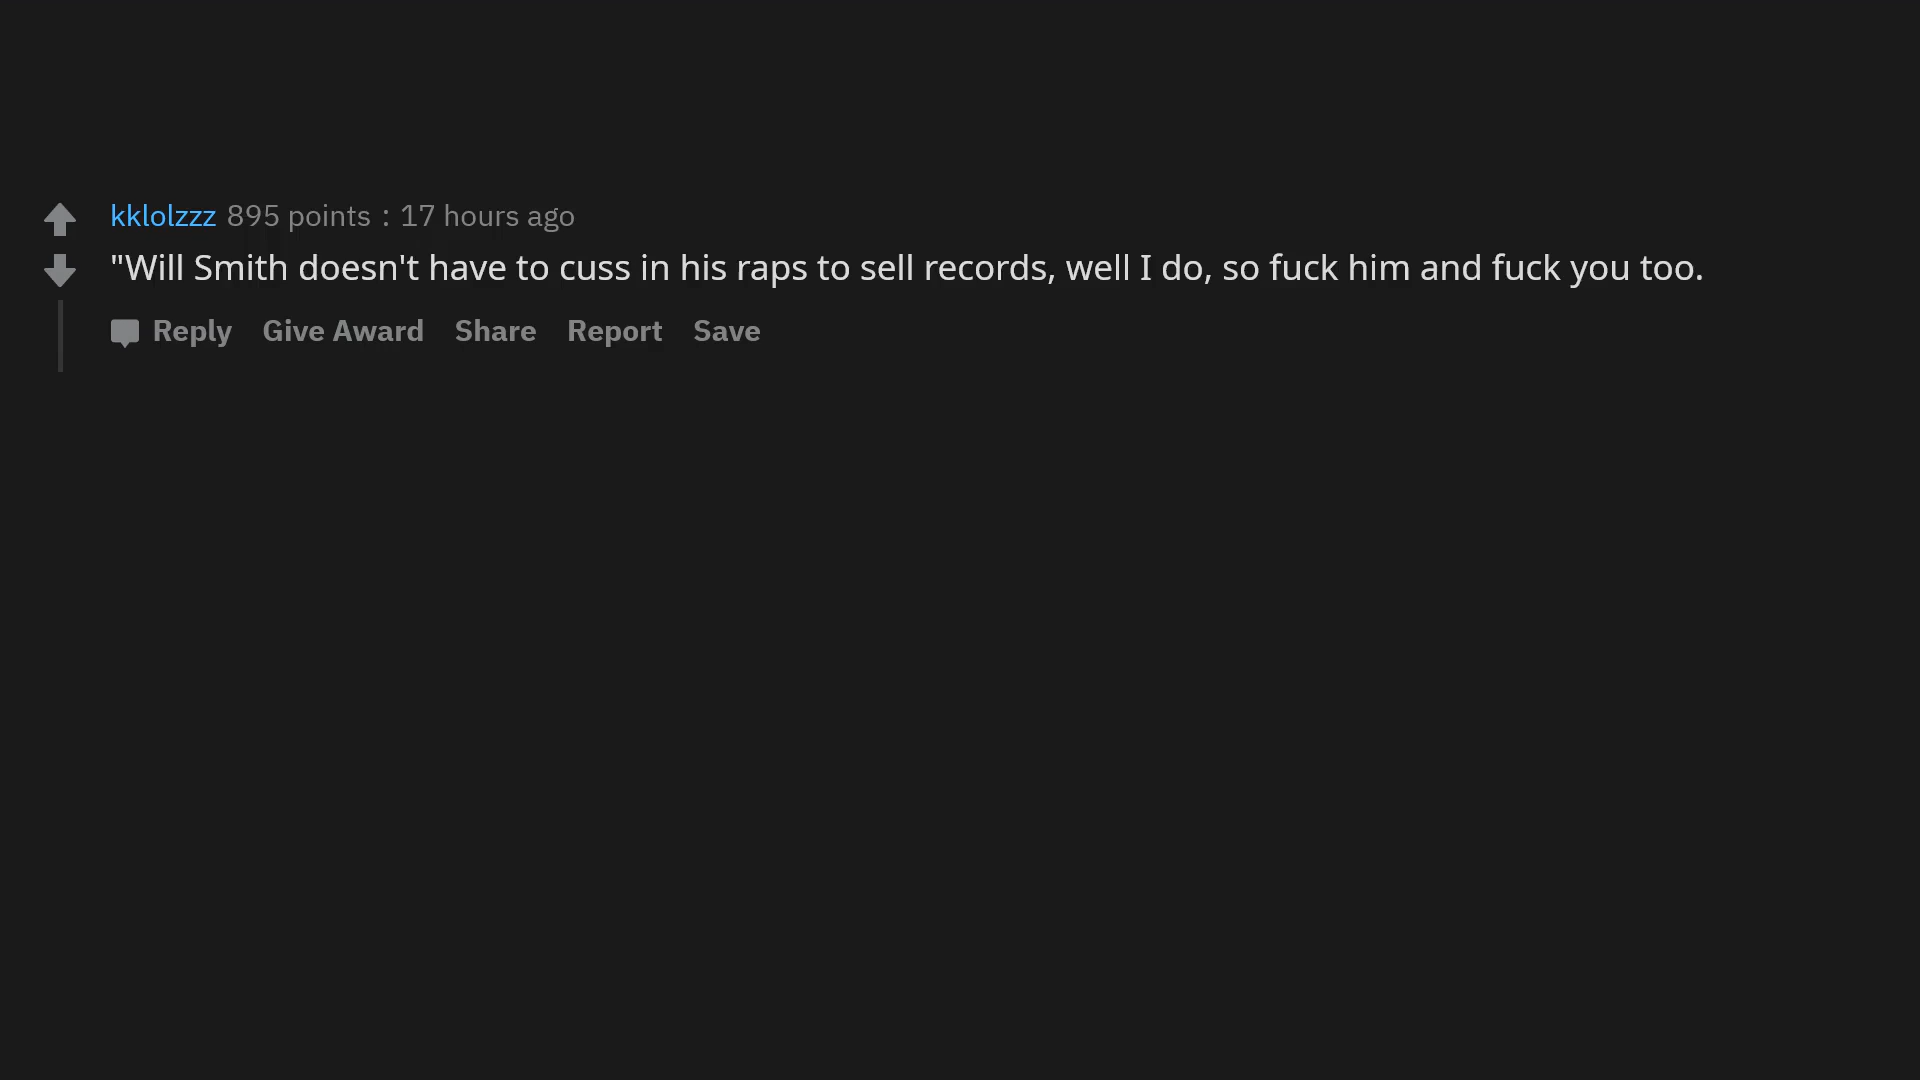 kklolzzz 895 points : 17 hours ago
"Will Smith doesn't have to cuss in his raps to sell records, well I do, so fuck him and fuck you too.
Reply Give Award Share Report Save